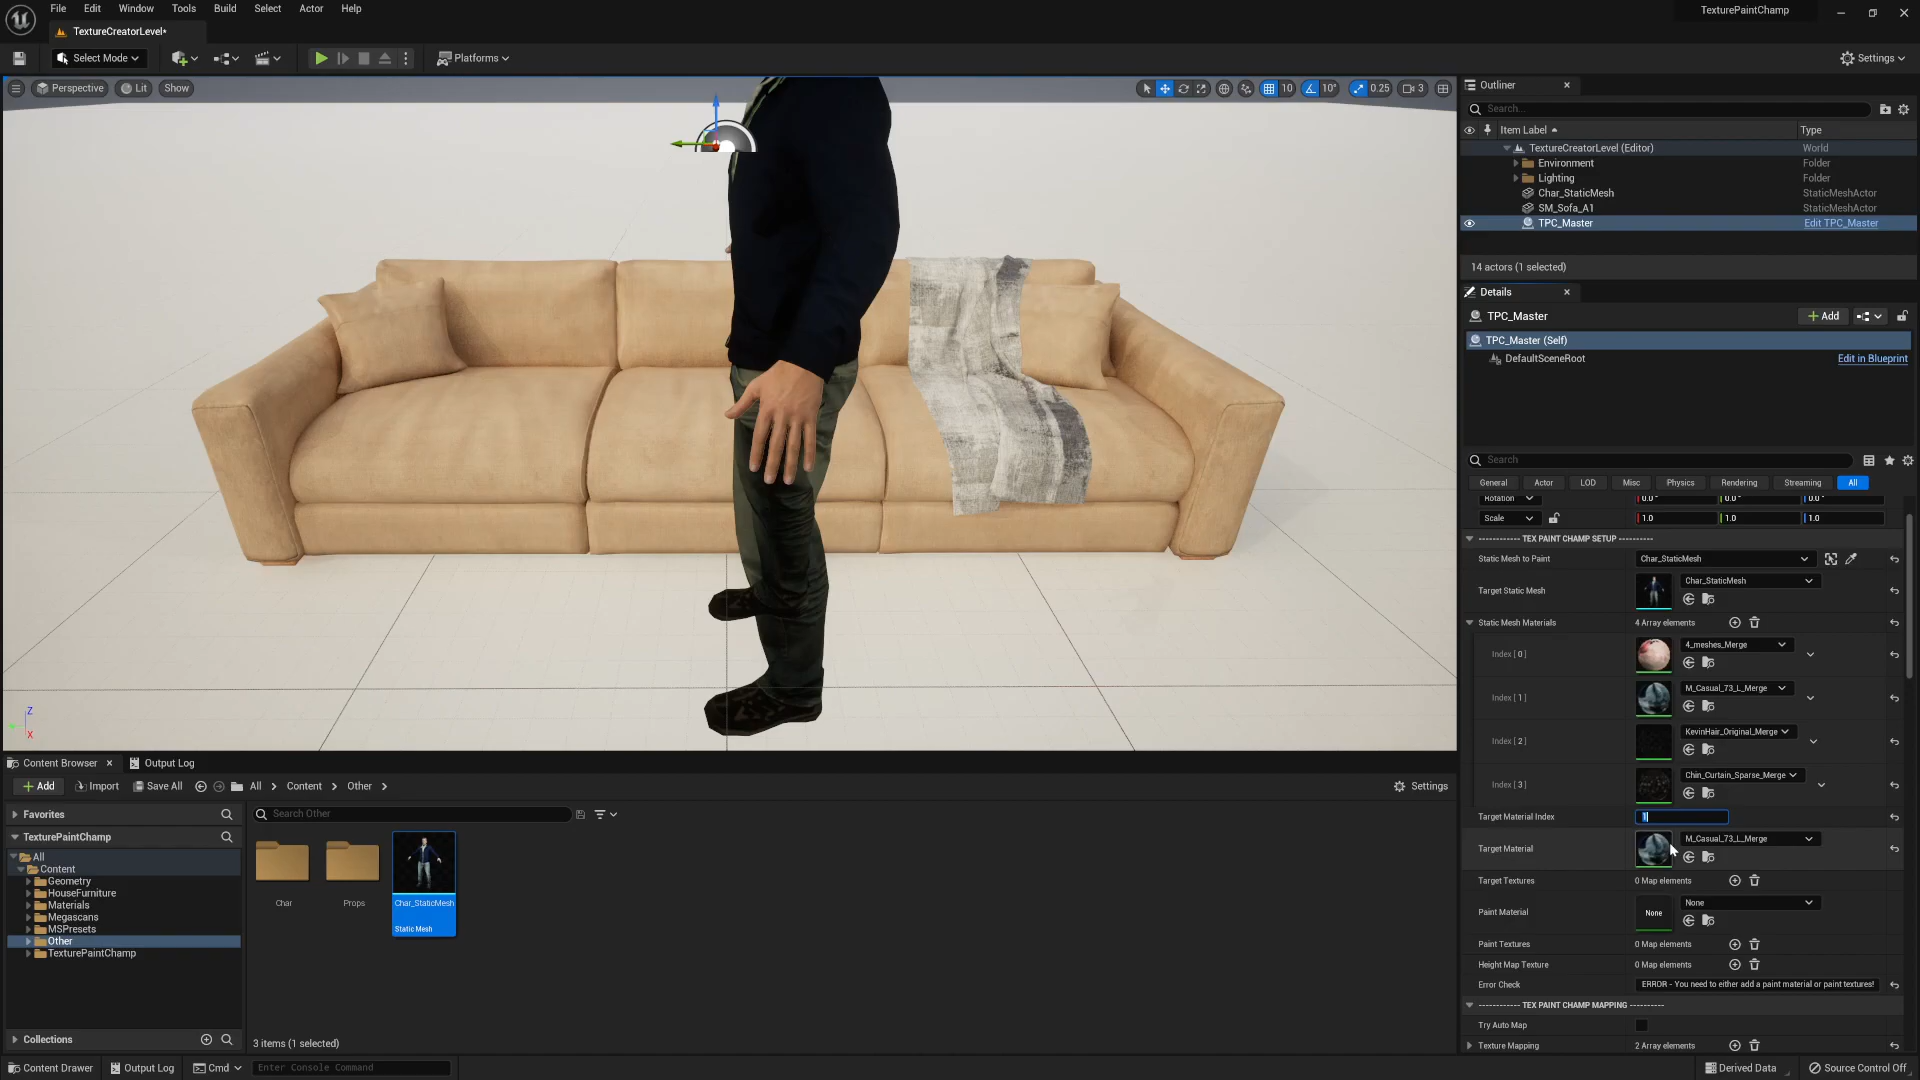 File Edit Window Tools Build Select Actor Help
TexturePaintChamp
TextureCreatorLevel*
Select Mode
Platforms
Settings
Perspective Lit Show
10 10° 0.25 3
Z
X
Outliner
Search...
Item Label Type
TextureCreatorLevel (Editor) World
Environment Folder
Lighting Folder
Char_StaticMesh StaticMeshActor
SM_Sofa_A1 StaticMeshActor
TPC_Master Edit TPC_Master
14 actors (1 selected)
Details
TPC_Master
Add
TPC_Master (Self)
DefaultSceneRoot Edit in Blueprint
Search
General Actor LOD Misc Physics Rendering Streaming All
Rotation 0.0° 0.0° 0.0°
Scale 1.0 1.0 1.0
------------ TEX PAINT CHAMP SETUP ----------
Static Mesh to Paint Char_StaticMesh
Target Static Mesh Char_StaticMesh
Static Mesh Materials 4 Array elements
Index [ 0 ] 4_meshes_Merge
Index [ 1 ] M_Casual_73_L_Merge
Index [ 2 ] KevinHair_Original_Merge
Index [ 3 ] Chin_Curtain_Sparse_Merge
Target Material Index 1
Target Material M_Casual_73_L_Merge
Target Textures 0 Map elements
Paint Material None None
Paint Textures 0 Map elements
Height Map Texture 0 Map elements
Error Check ERROR - You need to either add a paint material or paint textures!
------------ TEX PAINT CHAMP MAPPING ----------
Try Auto Map
Texture Mapping 2 Array elements
Content Browser Output Log
Add Import Save All All Content Other Settings
Favorites
Search Other
TexturePaintChamp
All
Content
Geometry
HouseFurniture
Materials
Megascans
MSPresets
Other
TexturePaintChamp
Char Props Char_StaticMesh
Static Mesh
Collections
3 items (1 selected)
Content Drawer Output Log Cmd Enter Console Command
Derived Data Source Control Off